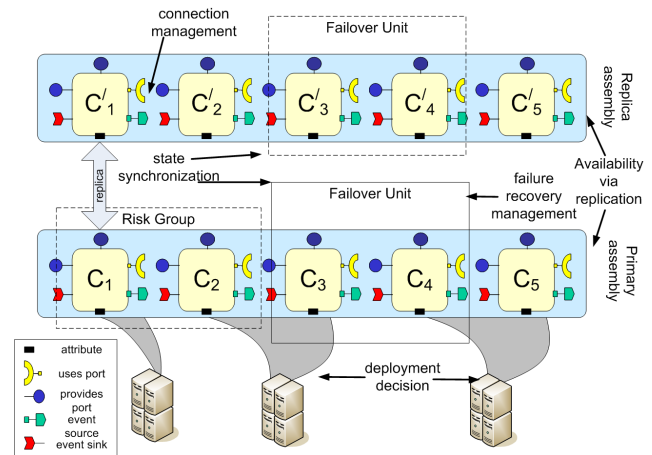 connection
management
Failover Unit
C/1
C/2
C/3
C/4
C/5
Replica
assembly
state
synchronization
replica
Failover Unit
failure
recovery
management
Availability
via
replication
Risk Group
C1
C2
C3
C4
C5
Primary
assembly
attribute
uses port
provides
port
event
source
event sink
deployment
decision